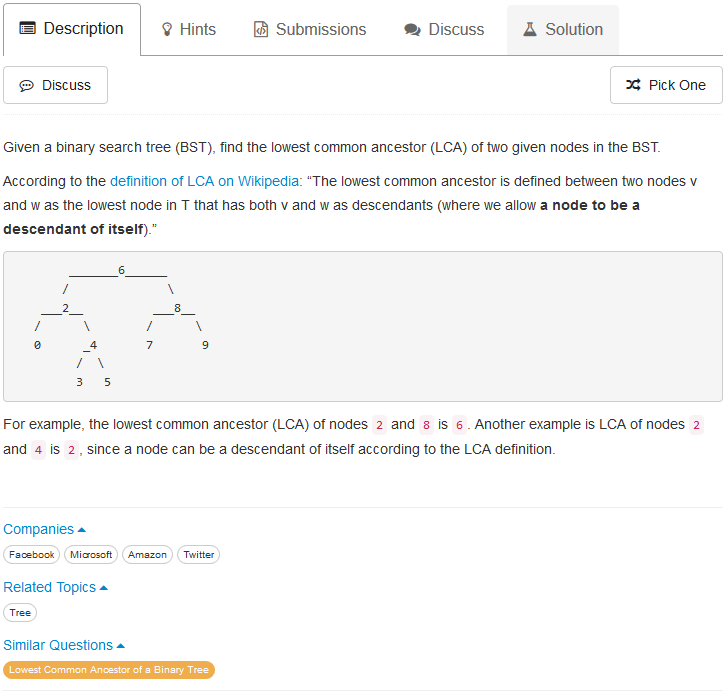 Description Hints Submissions Discuss Solution
Discuss Pick One
Given a binary search tree (BST), find the lowest common ancestor (LCA) of two given nodes in the BST.
According to the definition of LCA on Wikipedia: “The lowest common ancestor is defined between two nodes v
and w as the lowest node in T that has both v and w as descendants (where we allow a node to be a
descendant of itself).”
       _______6______
      /              \
   ___2__          ___8__
  /      \        /      \
  0      _4       7       9
        /  \
        3   5
For example, the lowest common ancestor (LCA) of nodes 2 and 8 is 6. Another example is LCA of nodes 2
and 4 is 2, since a node can be a descendant of itself according to the LCA definition.
Companies
Facebook Microsoft Amazon Twitter
Related Topics
Tree
Similar Questions
Lowest Common Ancestor of a Binary Tree